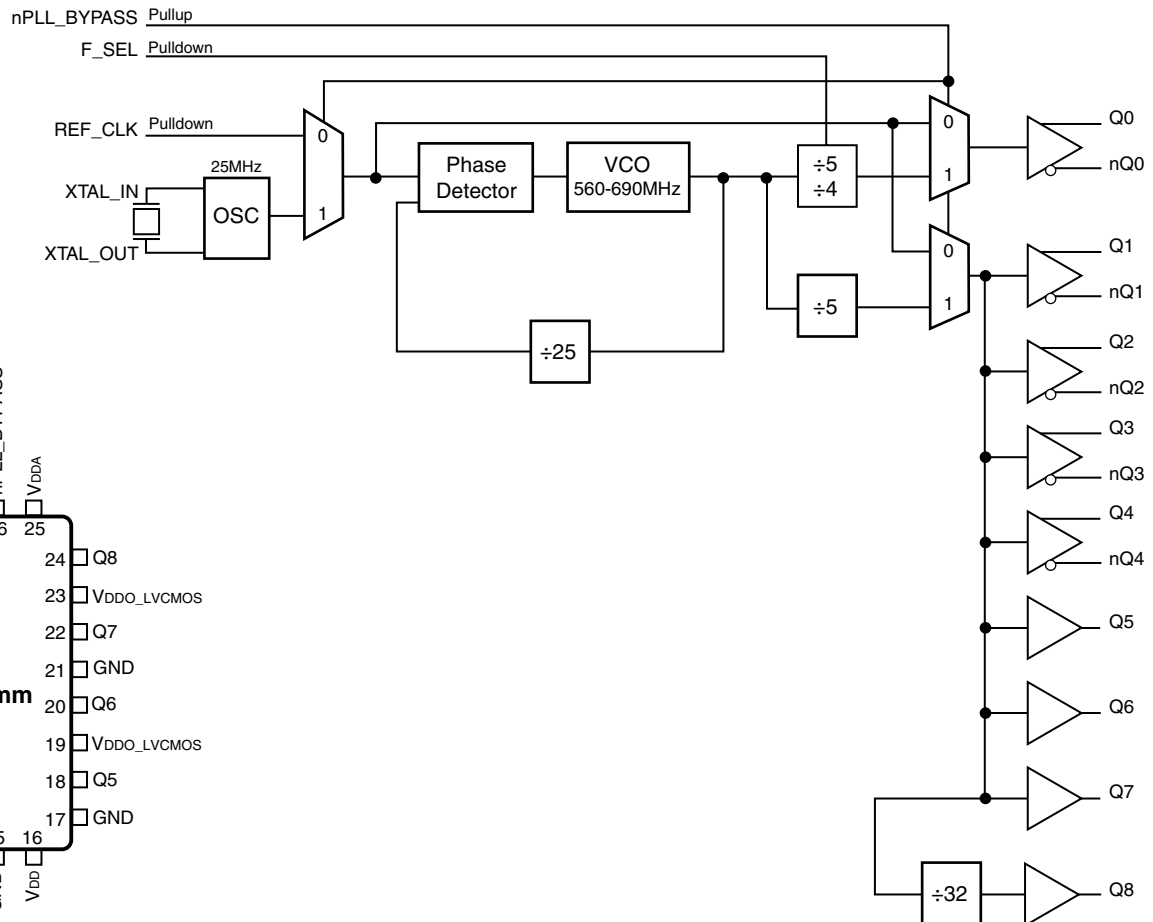 nPLL_BYPASS Pullup
F_SEL Pulldown
REF_CLK Pulldown
0
1
25MHz
XTAL_IN
OSC
XTAL_OUT
Phase
Detector
VCO
560-690MHz
÷5
÷4
÷5
÷25
0
1
0
1
Q0
nQ0
Q1
nQ1
Q2
nQ2
Q3
nQ3
Q4
nQ4
Q5
Q6
Q7
÷32
Q8
VDDA
25
24 Q8
23 VDDO_LVCMOS
22 Q7
21 GND
20 Q6
19 VDDO_LVCMOS
18 Q5
17 GND
16
VDD
mm